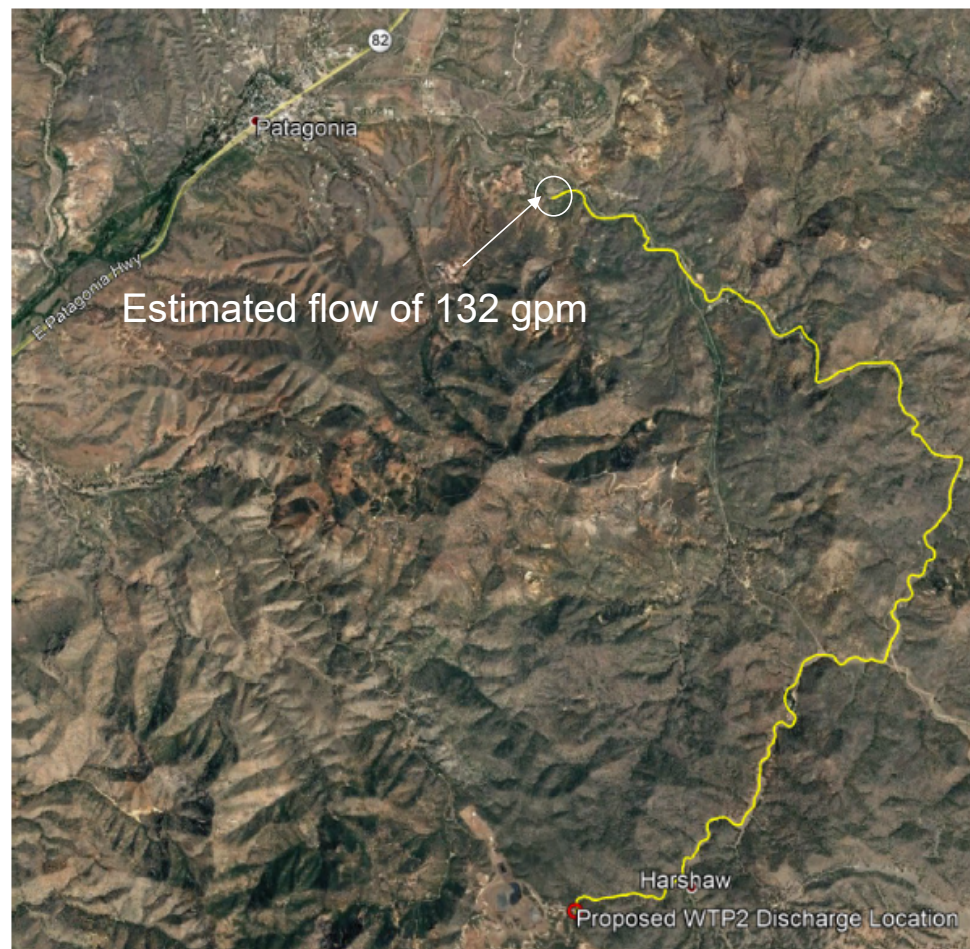 82
Patagonia
E Patagonia Hwy
Estimated flow of 132 gpm
Harshaw
Proposed WTP2 Discharge Location